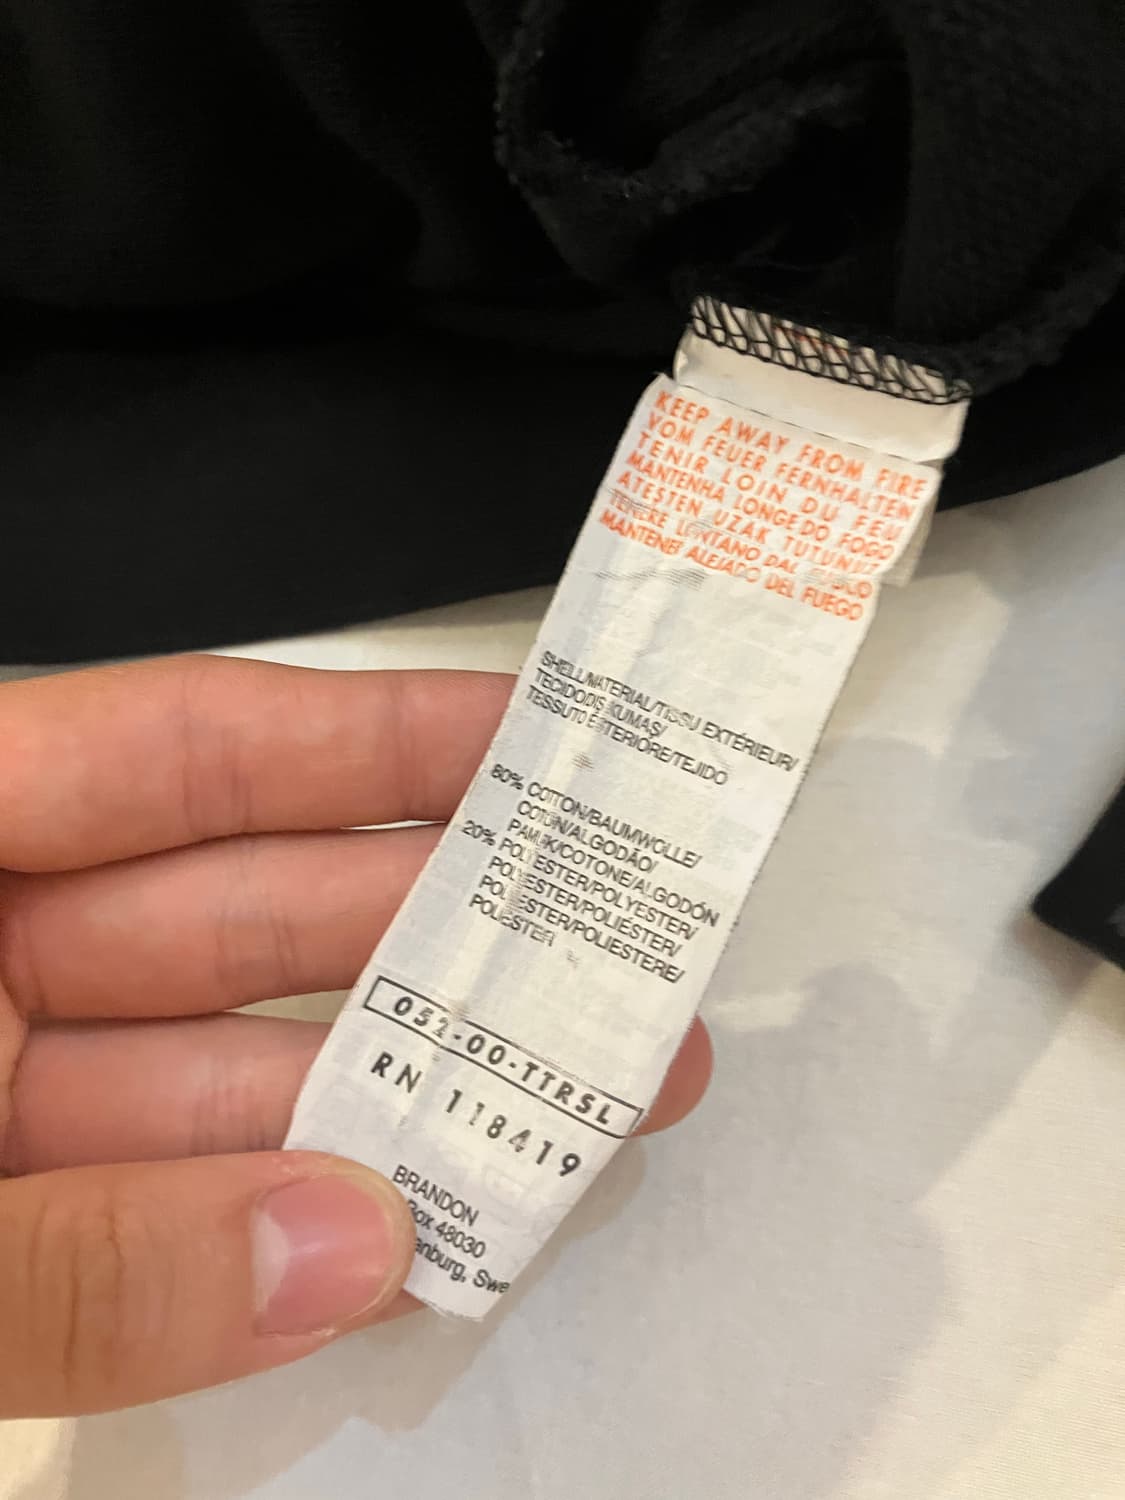 KEEP AWAY FROM FIRE
VOM FEUER FERNHALTEN
TENIR LOIN DU FEU
MANTENHA LONGE DO FOGO
ATEŞTEN UZAK TUTUNUZ
TENERE LONTANO DAL FUOCO
MANTENER ALEJADO DEL FUEGO
SHELL/MATERIAL/TISSU EXTÉRIEUR/
TECIDO/DIŞ KUMAŞ/
TESSUTO ESTERIORE/TEJIDO
80% COTTON/BAUMWOLLE/
COTON/ALGODÃO/
PAMUK/COTONE/ALGODÓN
20% POLYESTER/POLYESTER/
POLYESTER/POLIÉSTER/
POLYESTER/POLIESTERE/
POLIESTER
052-00-TTRSL
RN 118419
BRANDON
Box 48030